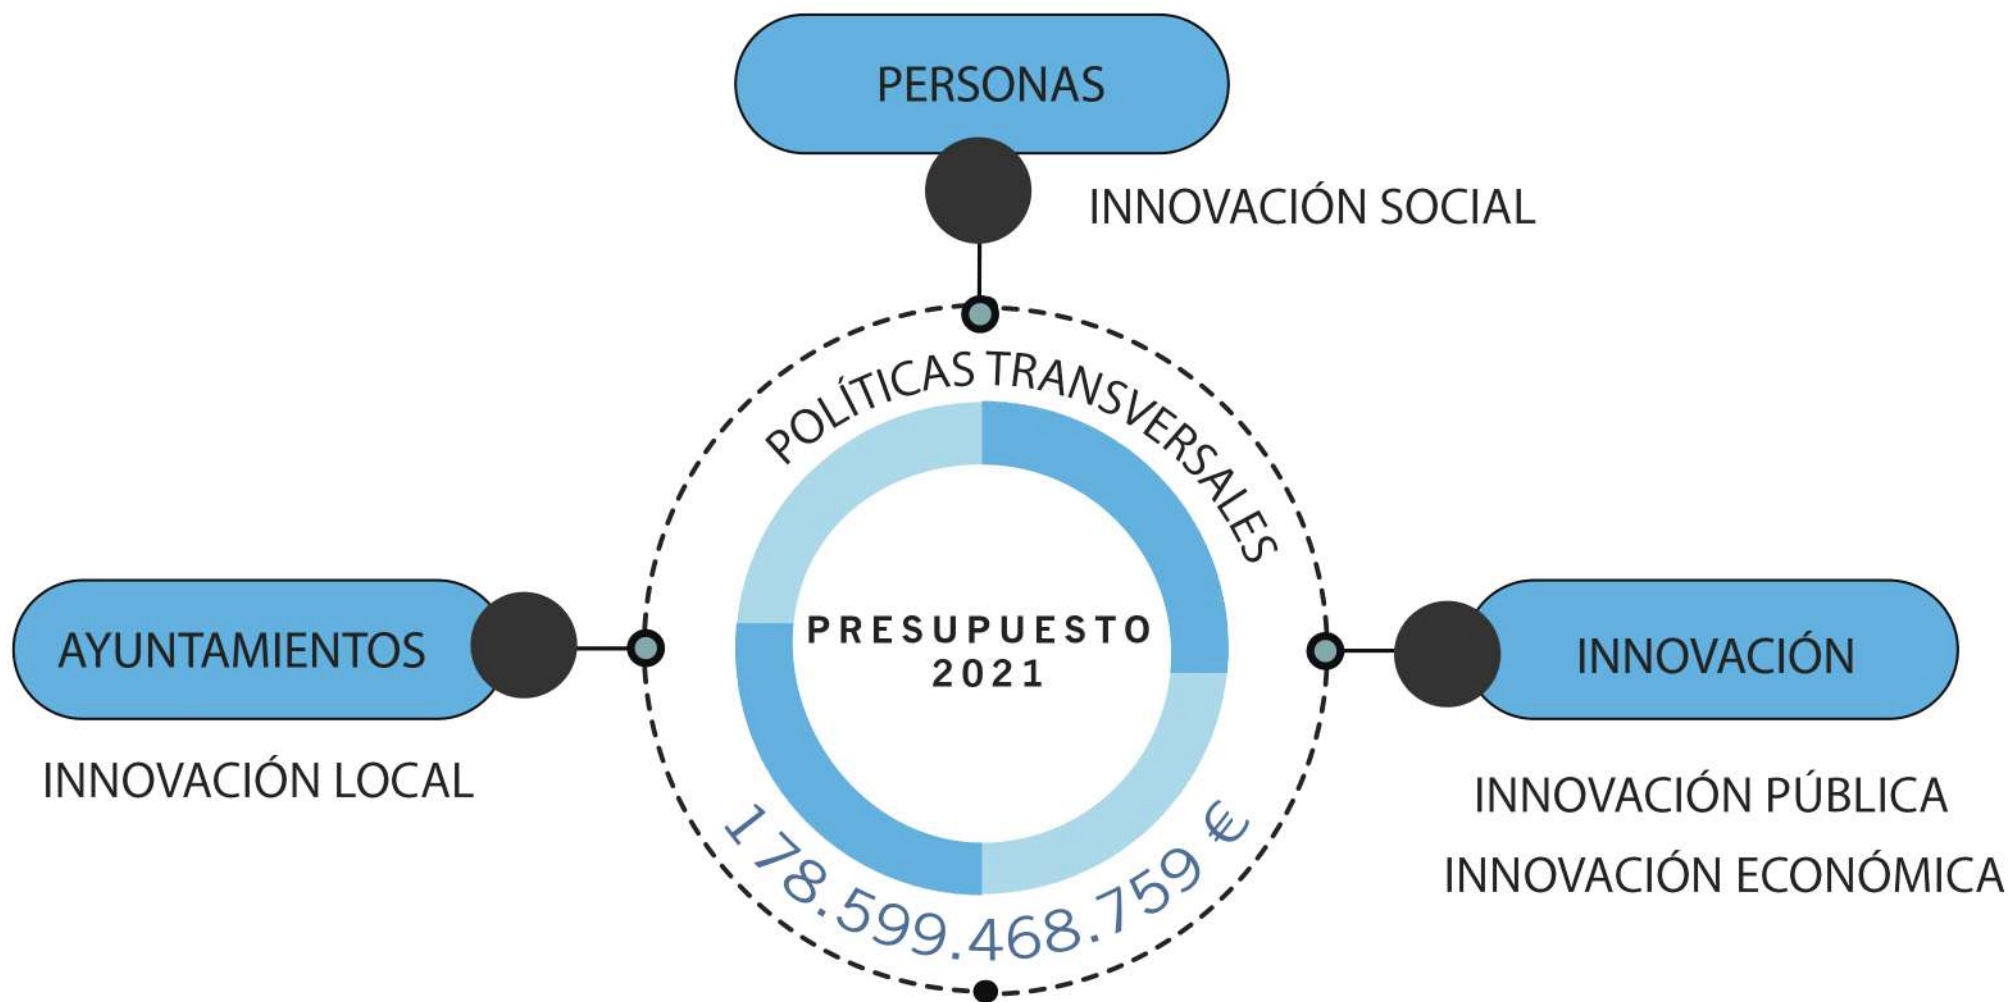 PERSONAS
INNOVACIÓN SOCIAL
POLÍTICAS TRANSVERSALES
PRESUPUESTO
2021
AYUNTAMIENTOS
INNOVACIÓN
INNOVACIÓN LOCAL
INNOVACIÓN PÚBLICA
INNOVACIÓN ECONÓMICA
178.599.468.759 €